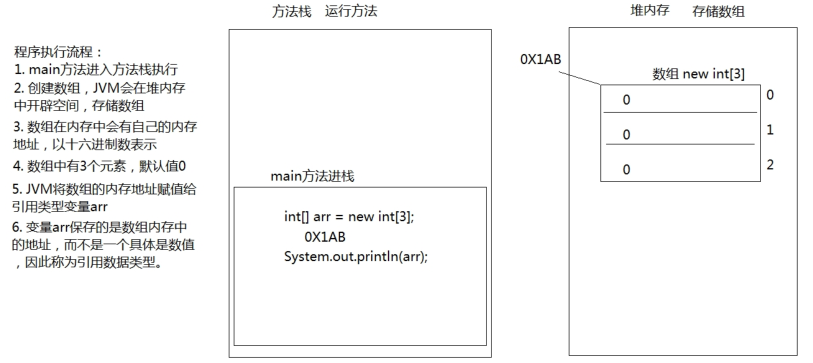 方法栈 运行方法
堆内存 存储数组
程序执行流程：
1. main方法进入方法栈执行
2. 创建数组，JVM会在堆内存
中开辟空间，存储数组
3. 数组在内存中会有自己的内存
地址，以十六进制数表示
4. 数组中有3个元素，默认值0
5. JVM将数组的内存地址赋值给
引用类型变量arr
6. 变量arr保存的是数组内存中
的地址，而不是一个具体是数值
，因此称为引用数据类型。
main方法进栈
int[] arr = new int[3];
0X1AB
System.out.println(arr);
0X1AB
数组 new int[3]
0 0
0 1
0 2